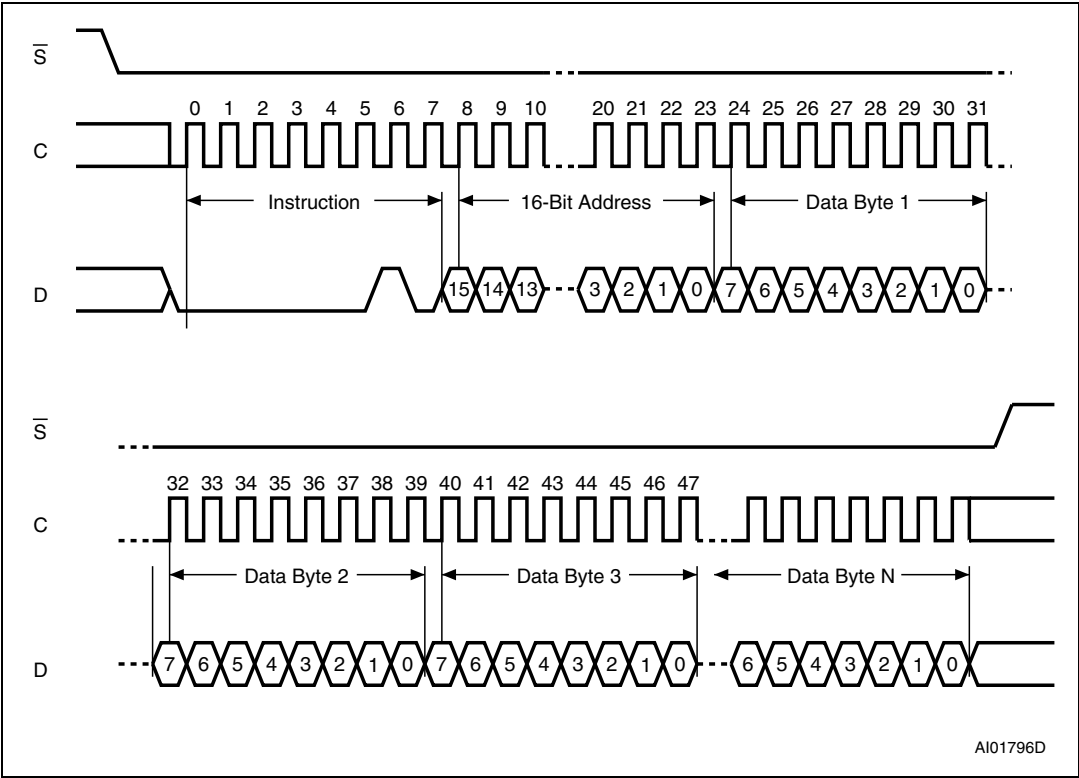 S̅
0 1 2 3 4 5 6 7 8 9 10 20 21 22 23 24 25 26 27 28 29 30 31
C
Instruction 16-Bit Address Data Byte 1
D 15 14 13 3 2 1 0 7 6 5 4 3 2 1 0
S̅
32 33 34 35 36 37 38 39 40 41 42 43 44 45 46 47
C
Data Byte 2 Data Byte 3 Data Byte N
D 7 6 5 4 3 2 1 0 7 6 5 4 3 2 1 0 6 5 4 3 2 1 0
AI01796D